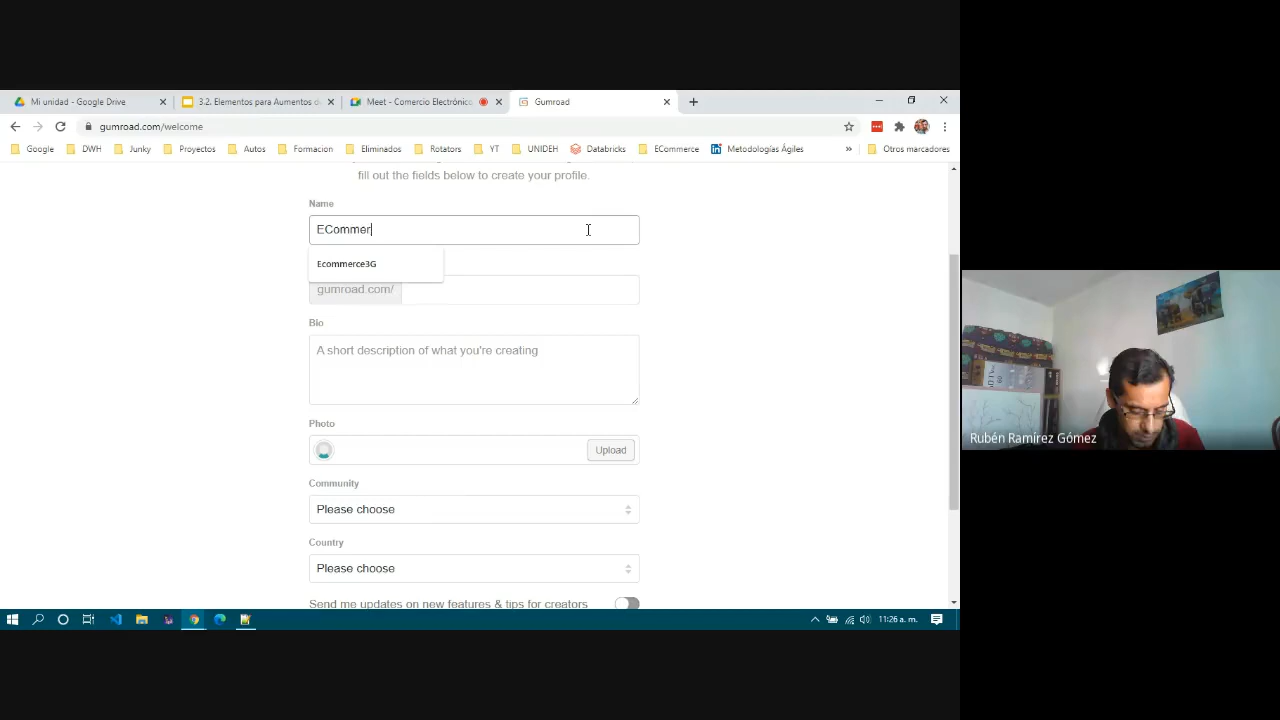 Mi unidad - Google Drive
3.2. Elementos para Aumentos d
Meet - Comercio Electrónico
Gumroad
gumroad.com/welcome
Google
DWH
Junky
Proyectos
Autos
Formacion
Eliminados
Rotators
YT
UNIDEH
Databricks
ECommerce
Metodologías Ágiles
»
Otros marcadores
fill out the fields below to create your profile.
Name
ECommer
Ecommerce3G
gumroad.com/
Bio
A short description of what you're creating
Photo
Upload
Community
Please choose
Country
Please choose
Send me updates on new features & tips for creators
11:26 a. m.
Rubén Ramírez Gómez